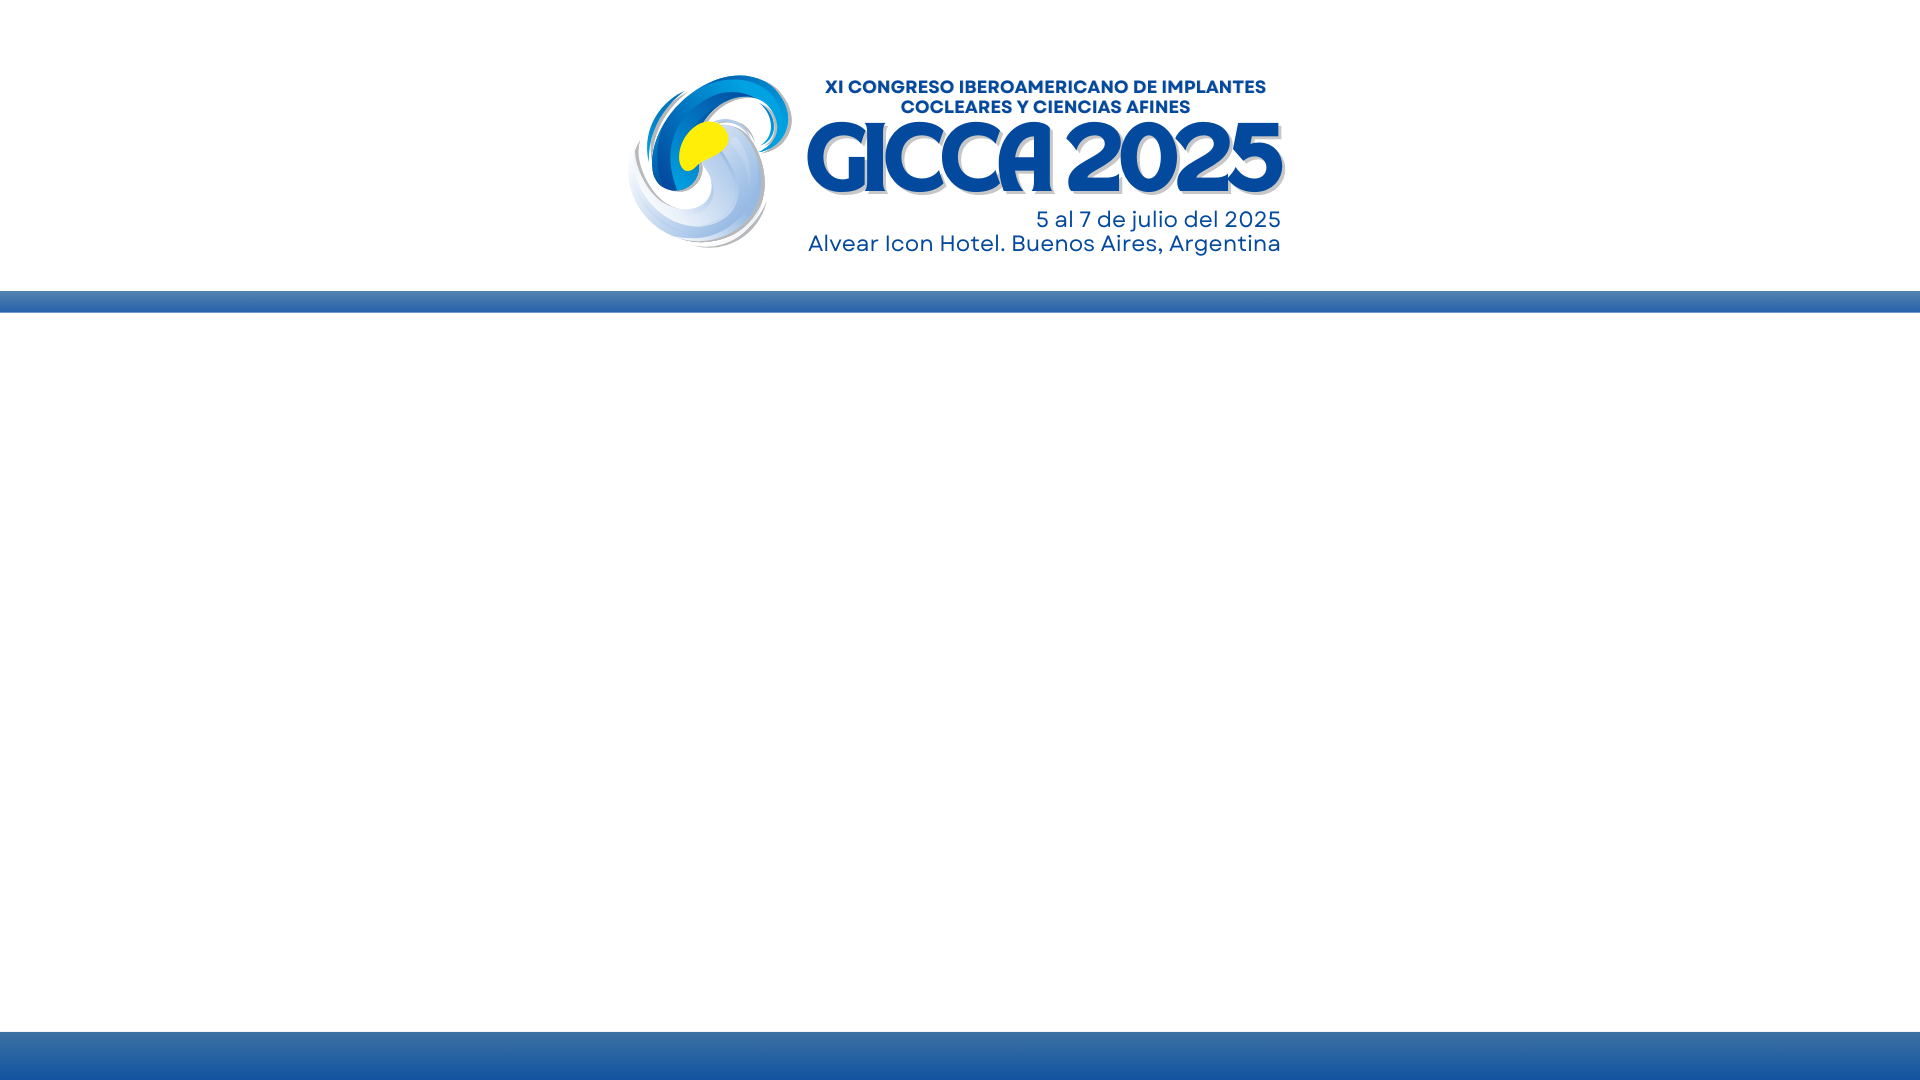 XI CONGRESO IBEROAMERICANO DE IMPLANTES
COCLEARES Y CIENCIAS AFINES
GICCA 2025
5 al 7 de julio del 2025
Alvear Icon Hotel. Buenos Aires, Argentina